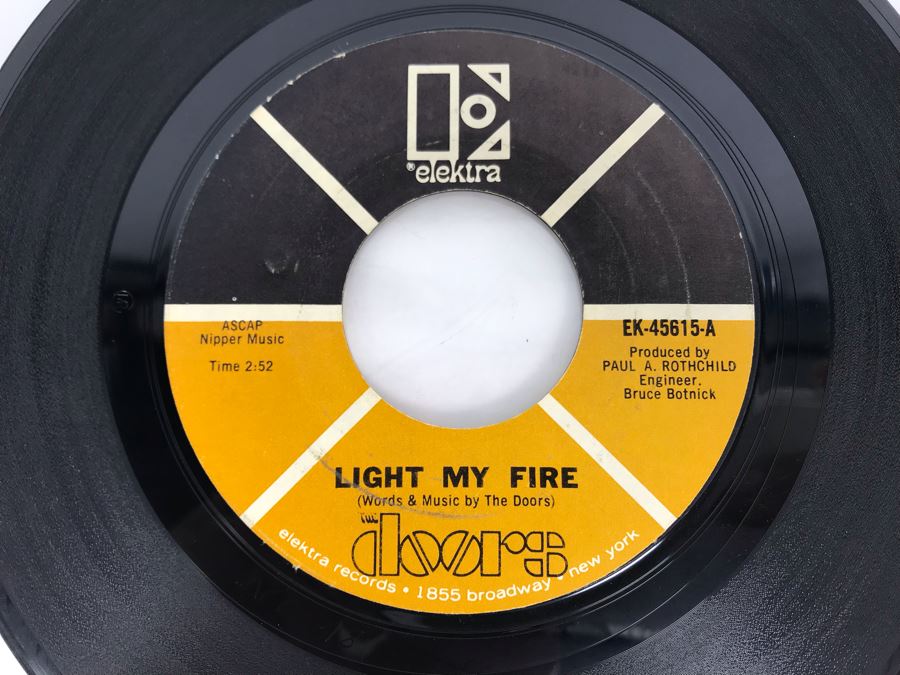 ® elektra
ASCAP
Nipper Music
Time 2:52
EK-45615-A
Produced by
PAUL A. ROTHCHILD
Engineer.
Bruce Botnick
LIGHT MY FIRE
(Words & Music by The Doors)
THE
doors
elektra records • 1855 broadway • new york